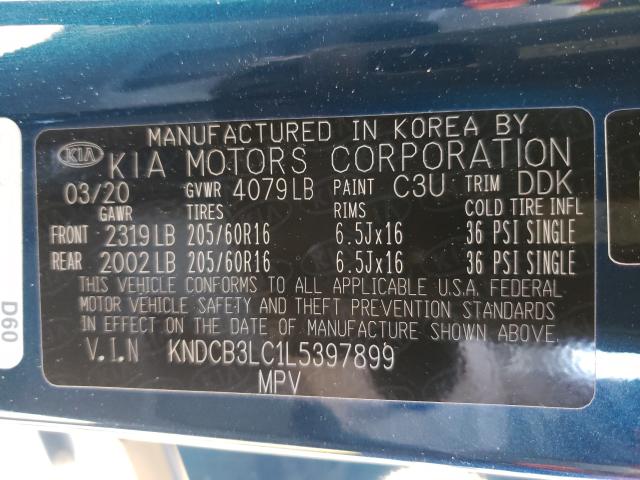 MANUFACTURED IN KOREA BY
KIA KIA MOTORS CORPORATION
03/20 GVWR 4079LB PAINT C3U TRIM DDK
GAWR TIRES RIMS COLD TIRE INFL
FRONT 2319LB 205/60R16 6.5Jx16 36 PSI SINGLE
REAR 2002LB 205/60R16 6.5Jx16 36 PSI SINGLE
THIS VEHICLE CONFORMS TO ALL APPLICABLE U.S.A. FEDERAL
MOTOR VEHICLE SAFETY AND THEFT PREVENTION STANDARDS
IN EFFECT ON THE DATE OF MANUFACTURE SHOWN ABOVE.
V.I.N KNDCB3LC1L5397899
MPV
D60